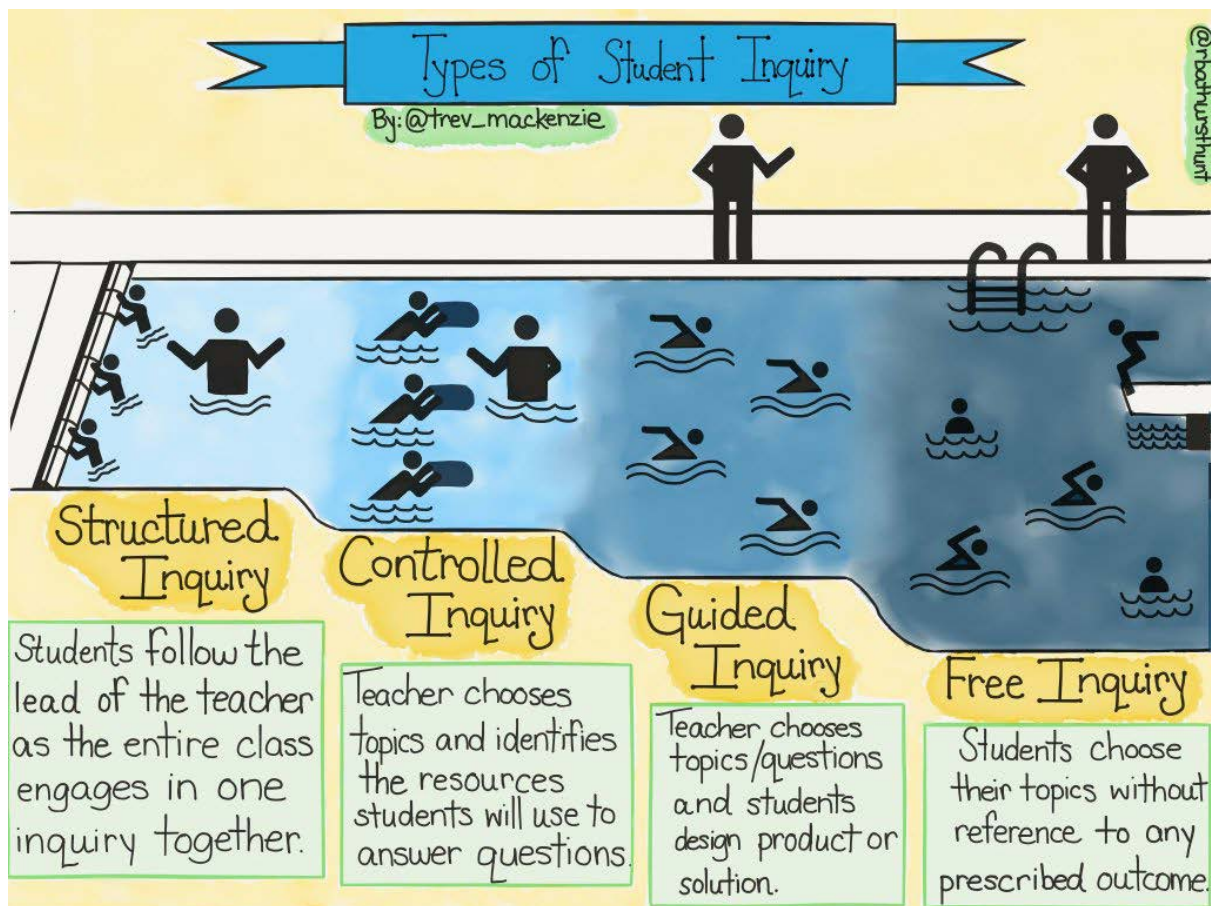 Types of Student Inquiry
By: @trev_mackenzie
@rbathursthunt
Structured
Inquiry
Students follow the
lead of the teacher
as the entire class
engages in one
inquiry together.
Controlled
Inquiry
Teacher chooses
topics and identifies
the resources
students will use to
answer questions.
Guided
Inquiry
Teacher chooses
topics/questions
and students
design product or
solution.
Free Inquiry
Students choose
their topics without
reference to any
prescribed outcome.